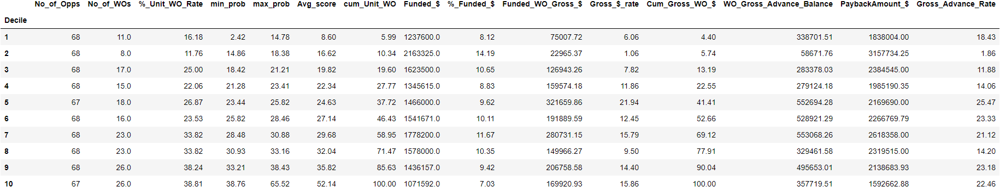 No_of_Opps No_of_WOs %_Unit_WO_Rate min_prob max_prob Avg_score cum_Unit_WO Funded_$ %_Funded_$ Funded_WO_Gross_$ Gross_$_rate Cum_Gross_WO_$ WO_Gross_Advance_Balance PaybackAmount_$ Gross_Advance_Rate
Decile
1 68 11.0 16.18 2.42 14.78 8.60 5.99 1237600.0 8.12 75007.72 6.06 4.40 338701.51 1838004.00 18.43
2 68 8.0 11.76 14.86 18.38 16.62 10.34 2163325.0 14.19 22965.37 1.06 5.74 58671.76 3157734.25 1.86
3 68 17.0 25.00 18.42 21.21 19.82 19.60 1623500.0 10.65 126943.26 7.82 13.19 283378.03 2384545.00 11.88
4 68 15.0 22.06 21.28 23.41 22.34 27.77 1345615.0 8.83 159574.18 11.86 22.55 279124.18 1985190.35 14.06
5 67 18.0 26.87 23.44 25.82 24.63 37.72 1466000.0 9.62 321659.86 21.94 41.41 552694.28 2169690.00 25.47
6 68 16.0 23.53 25.82 28.46 27.14 46.43 1541671.0 10.11 191889.59 12.45 52.66 528921.29 2266769.79 23.33
7 68 23.0 33.82 28.48 30.88 29.68 58.95 1778200.0 11.67 280731.15 15.79 69.12 553068.26 2618358.00 21.12
8 68 23.0 33.82 30.93 33.16 32.04 71.47 1578000.0 10.35 149966.27 9.50 77.91 329461.58 2319515.00 14.20
9 68 26.0 38.24 33.21 38.43 35.82 85.63 1436157.0 9.42 206758.58 14.40 90.04 495653.01 2138683.93 23.18
10 67 26.0 38.81 38.76 65.52 52.14 100.00 1071592.0 7.03 169920.93 15.86 100.00 357719.51 1592662.88 22.46